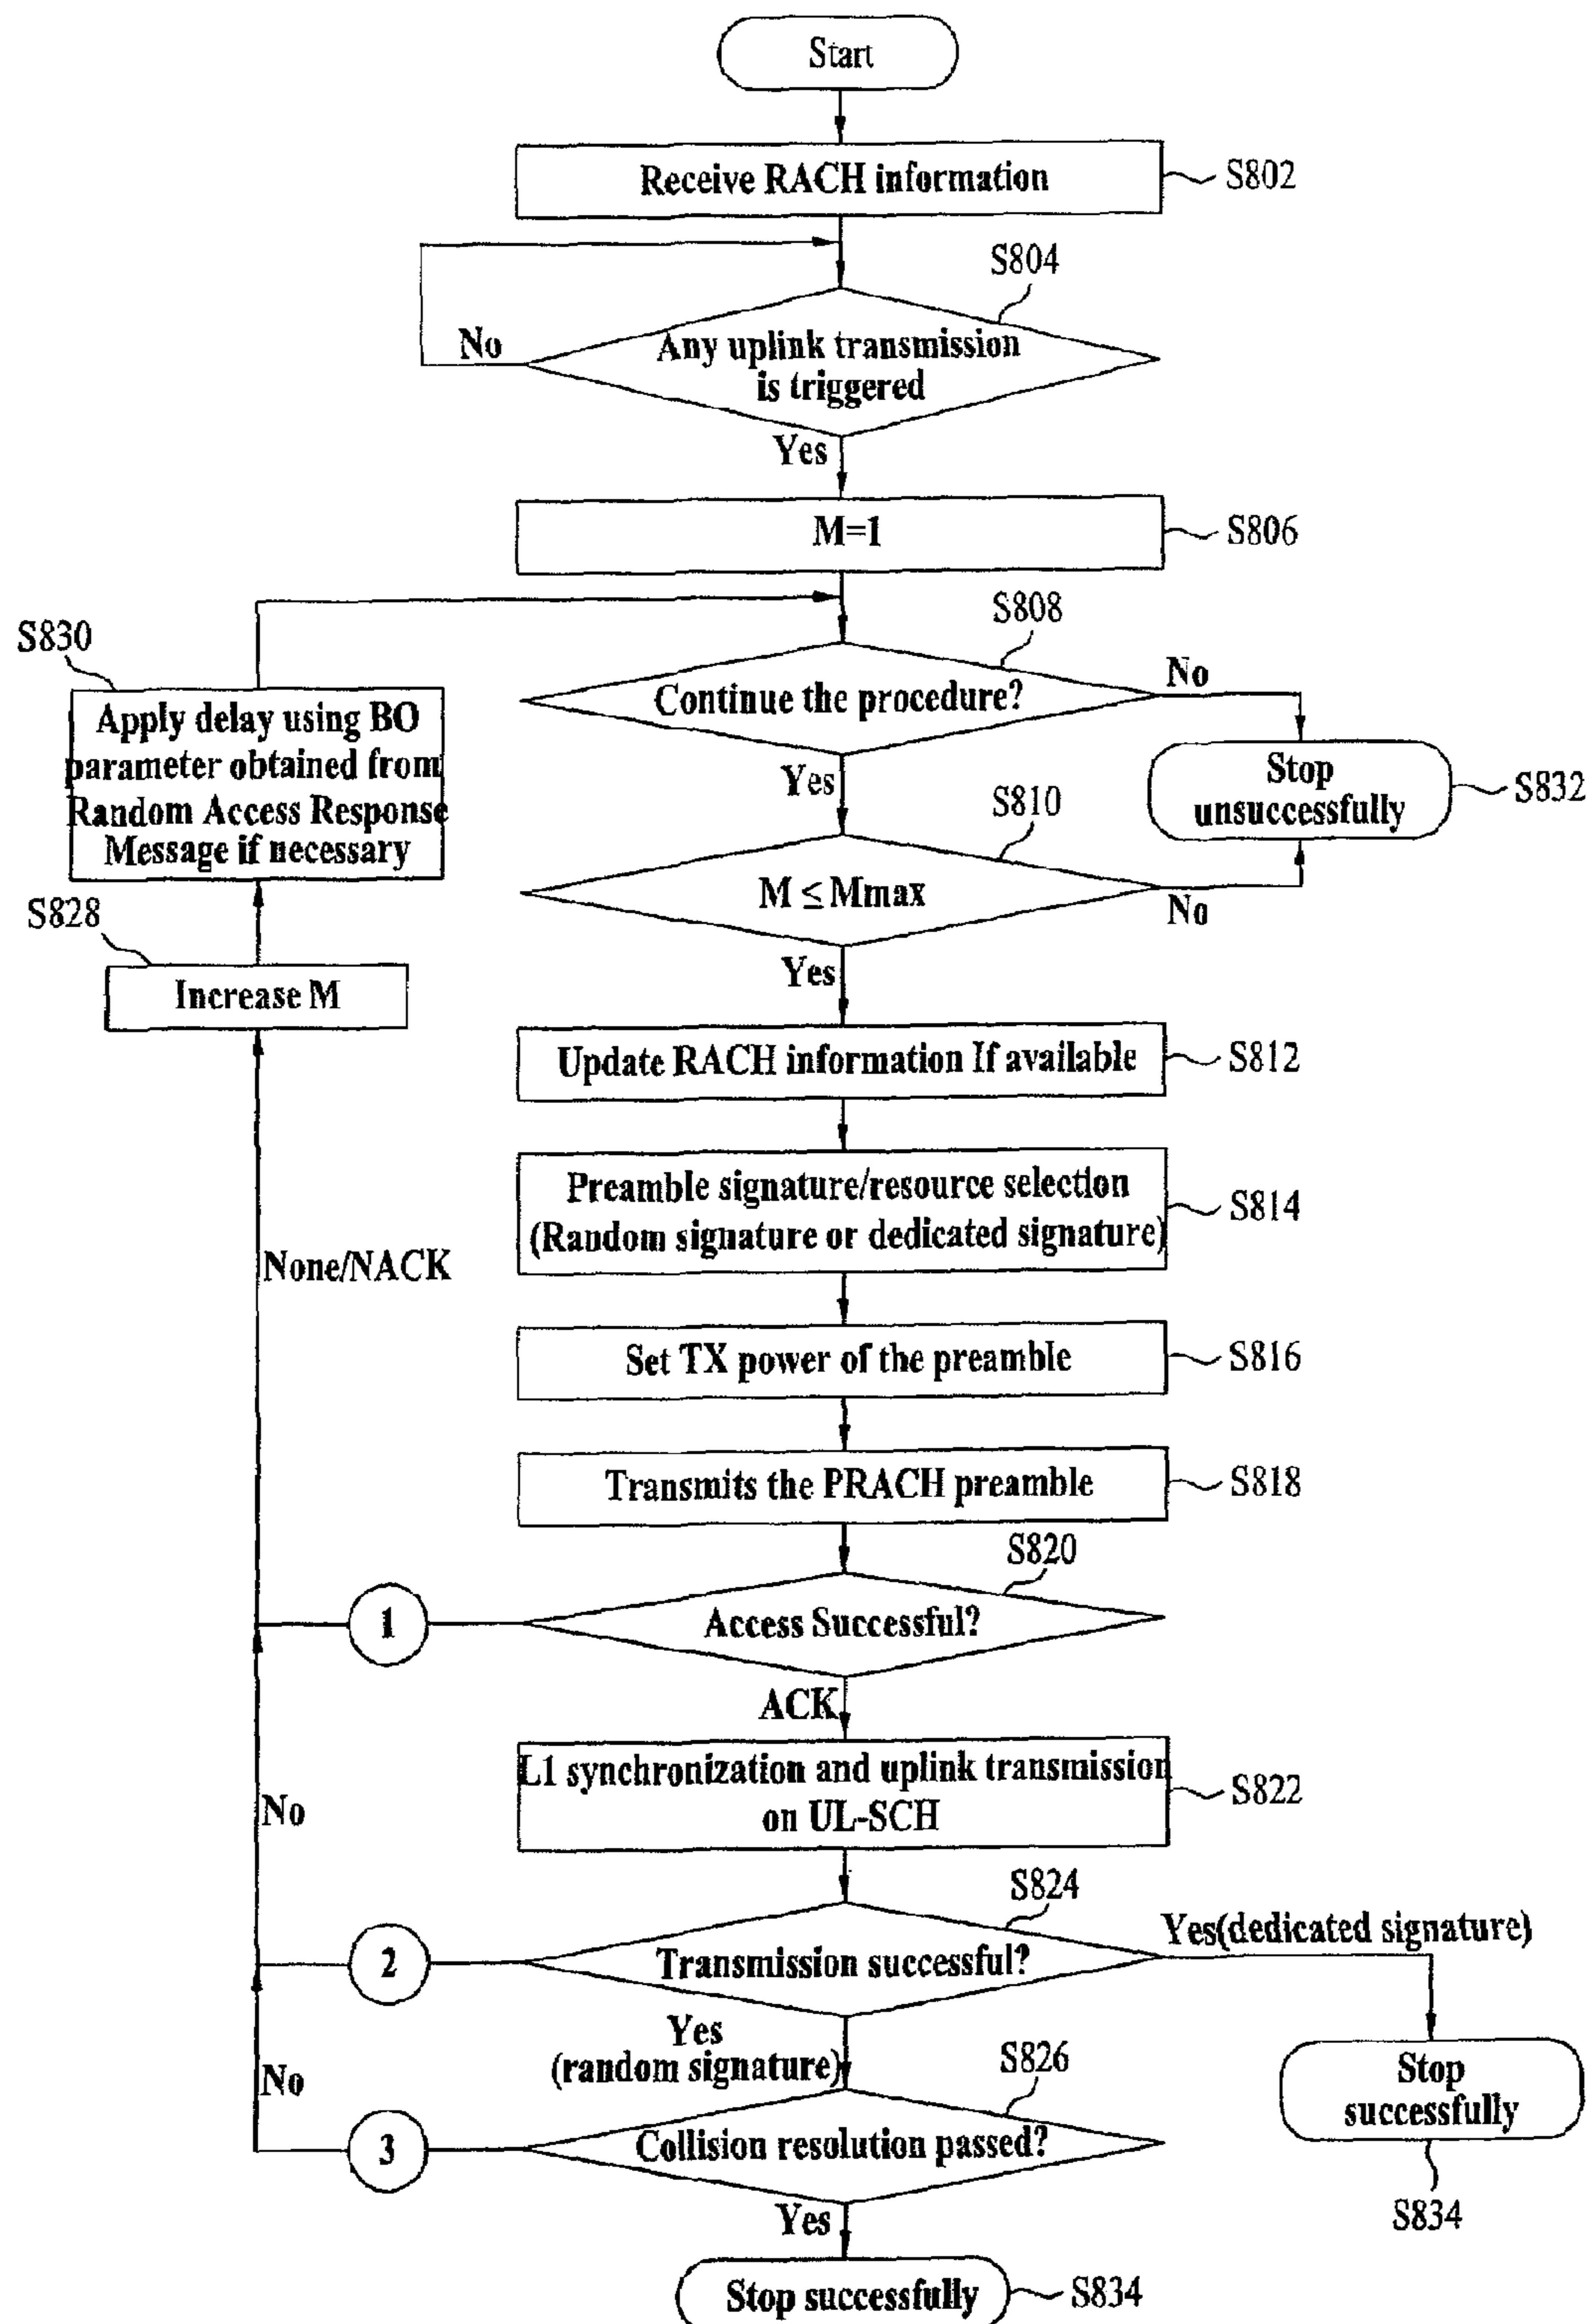 Start
Receive RACH information
S802
S804
No
Any uplink transmission
is triggered
Yes
M=1
S806
S830
S808
No
Apply delay using BO
parameter obtained from
Random Access Response
Message if necessary
Continue the procedure?
Stop
unsuccessfully
S832
Yes
S810
M ≤ Mmax
No
S828
Increase M
Yes
Update RACH information If available
S812
Preamble signature/resource selection
(Random signature or dedicated signature)
S814
None/NACK
Set TX power of the preamble
S816
Transmits the PRACH preamble
S818
S820
1
Access Successful?
ACK
L1 synchronization and uplink transmission
on UL-SCH
S822
No
S824
Yes(dedicated signature)
2
Transmission successful?
Yes
(random signature)
S826
No
Stop
successfully
3
Collision resolution passed?
S834
Yes
Stop successfully
S834